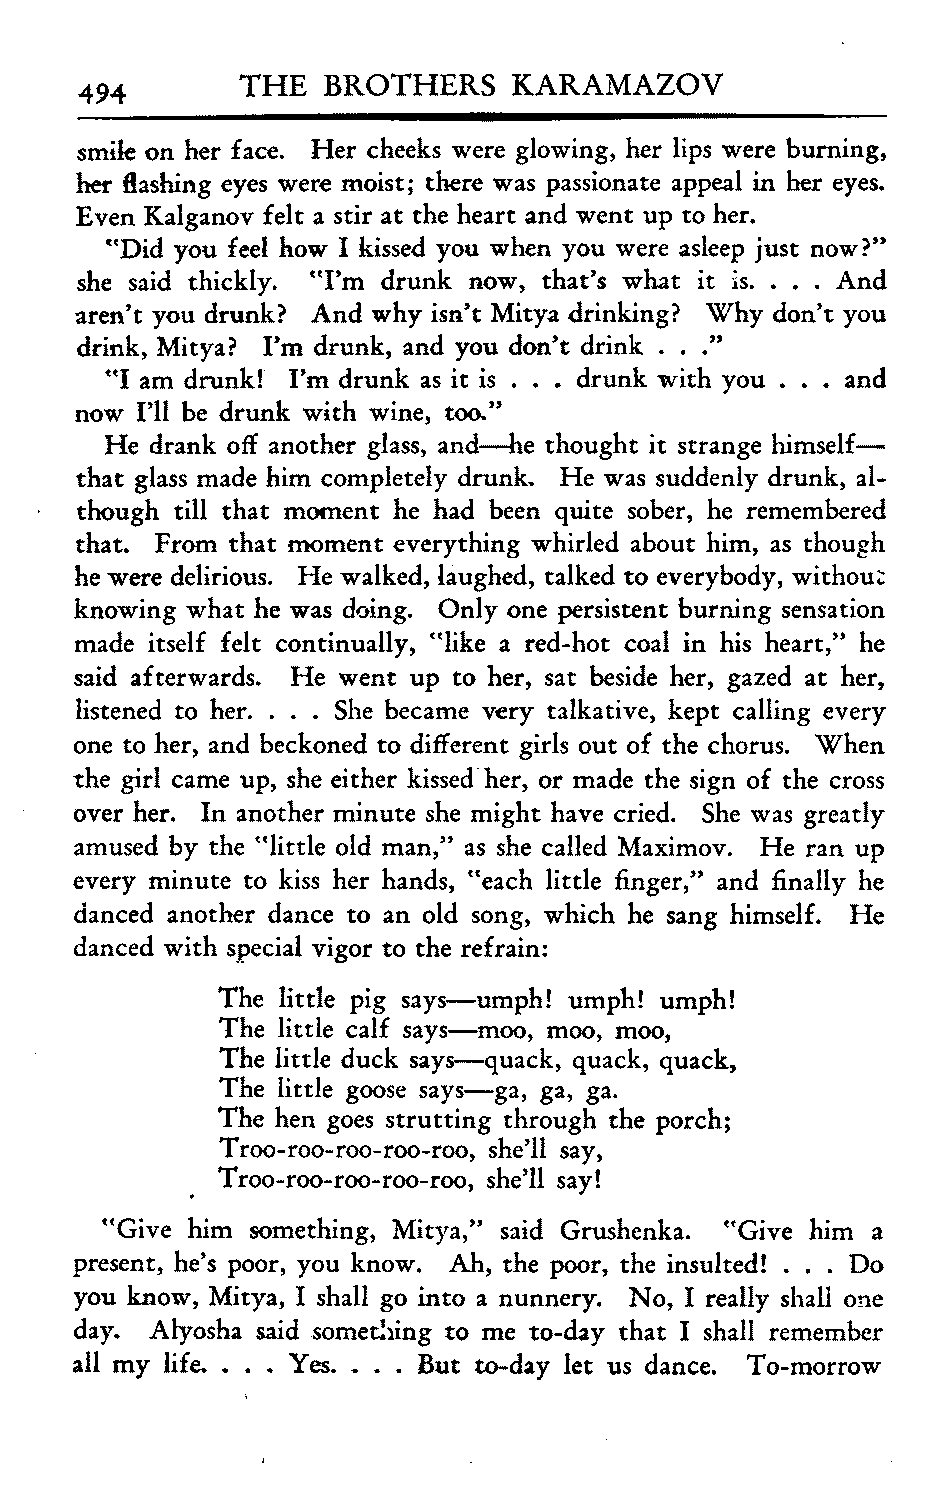 494 THE BROTHERS KARAMAZOV
smile on her face. Her cheeks were glowing, her lips were burning,
her flashing eyes were moist; there was passionate appeal in her eyes.
Even Kalganov felt a stir at the heart and went up to her.
"Did you feel how I kissed you when you were asleep just now?"
she said thickly. "I'm drunk now, that's what it is. . . . And
aren't you drunk? And why isn't Mitya drinking? Why don't you
drink, Mitya? I'm drunk, and you don't drink . . ."
"I am drunk! I'm drunk as it is . . . drunk with you . . . and
now I'll be drunk with wine, too."
He drank off another glass, and—he thought it strange himself—
that glass made him completely drunk. He was suddenly drunk, al-
though till that moment he had been quite sober, he remembered
that. From that moment everything whirled about him, as though
he were delirious. He walked, laughed, talked to everybody, without
knowing what he was doing. Only one persistent burning sensation
made itself felt continually, "like a red-hot coal in his heart," he
said afterwards. He went up to her, sat beside her, gazed at her,
listened to her. . . . She became very talkative, kept calling every
one to her, and beckoned to different girls out of the chorus. When
the girl came up, she either kissed her, or made the sign of the cross
over her. In another minute she might have cried. She was greatly
amused by the "little old man," as she called Maximov. He ran up
every minute to kiss her hands, "each little finger," and finally he
danced another dance to an old song, which he sang himself. He
danced with special vigor to the refrain:
The little pig says—umph! umph! umph!
The little calf says—moo, moo, moo,
The little duck says—quack, quack, quack,
The little goose says—ga, ga, ga.
The hen goes strutting through the porch;
Troo-roo-roo-roo-roo, she'll say,
Troo-roo-roo-roo-roo, she'll say!
"Give him something, Mitya," said Grushenka. "Give him a
present, he's poor, you know. Ah, the poor, the insulted! . . . Do
you know, Mitya, I shall go into a nunnery. No, I really shall one
day. Alyosha said something to me to-day that I shall remember
all my life. . . . Yes. . . . But to-day let us dance. To-morrow